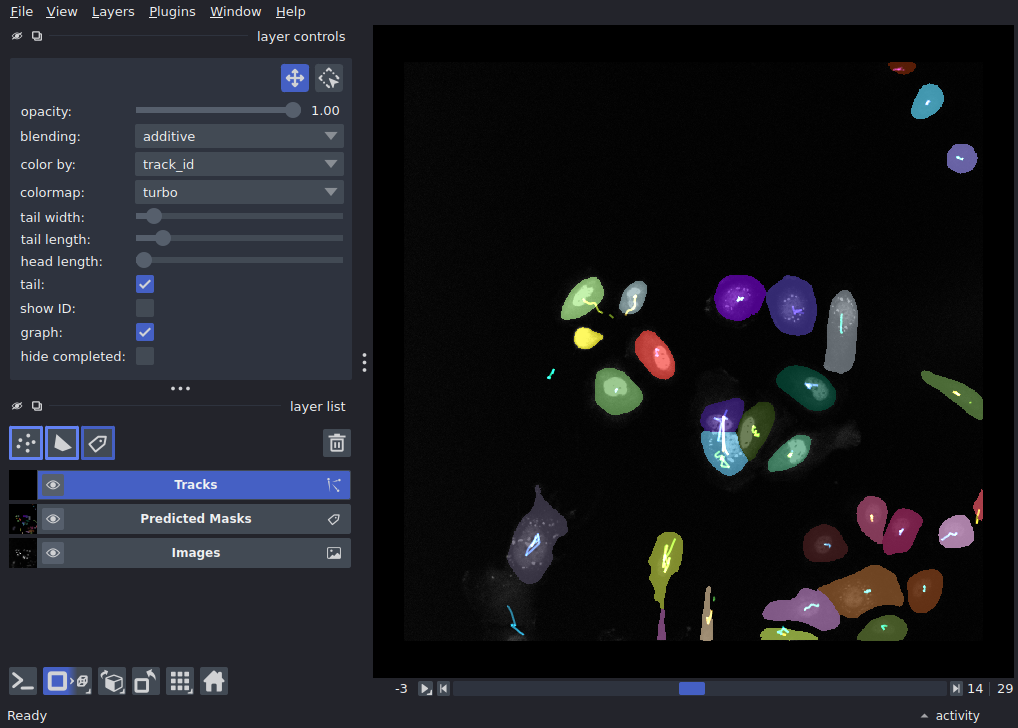 File View Layers Plugins Window Help
layer controls
opacity: 1.00
blending: additive
color by: track_id
colormap: turbo
tail width:
tail length:
head length:
tail:
show ID:
graph:
hide completed:
layer list
Tracks
Predicted Masks
Images
-3 14 29
Ready activity